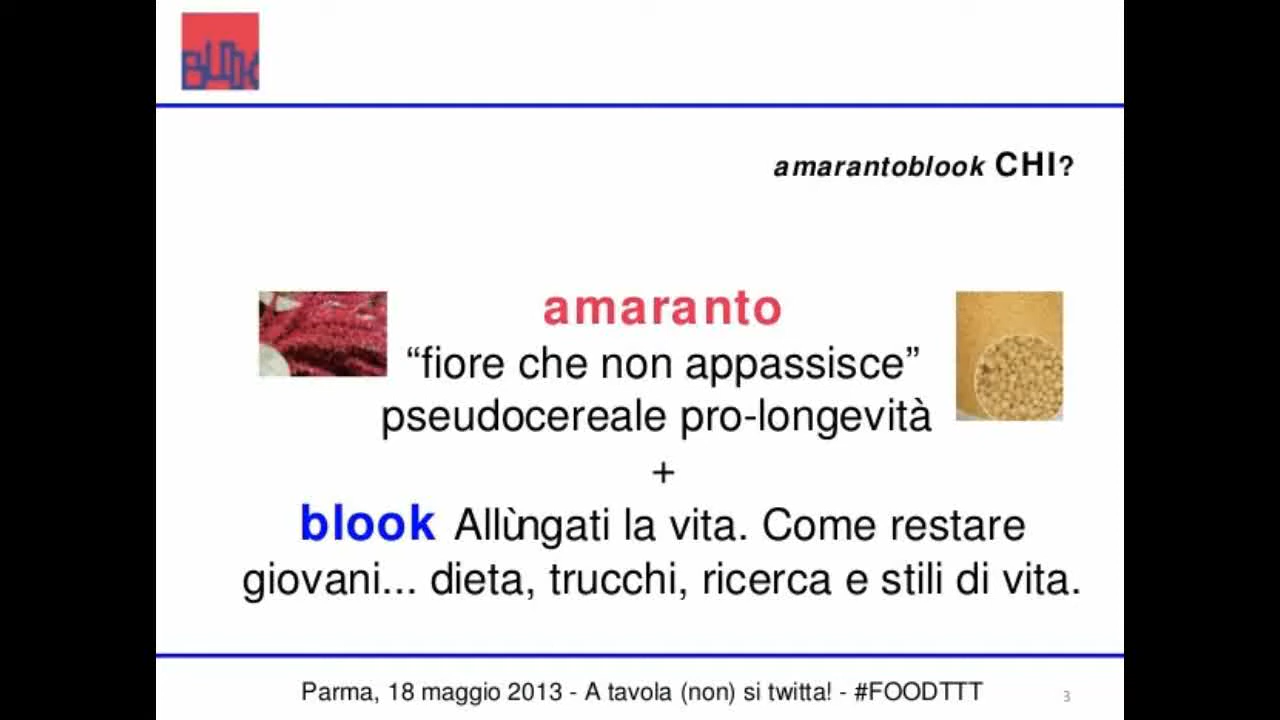 BLOOK
amarantoblook CHI?
amaranto
“fiore che non appassisce”
pseudocereale pro-longevità
+
blook Allùngati la vita. Come restare
giovani... dieta, trucchi, ricerca e stili di vita.
Parma, 18 maggio 2013 - A tavola (non) si twitta! - #FOODTTT
3